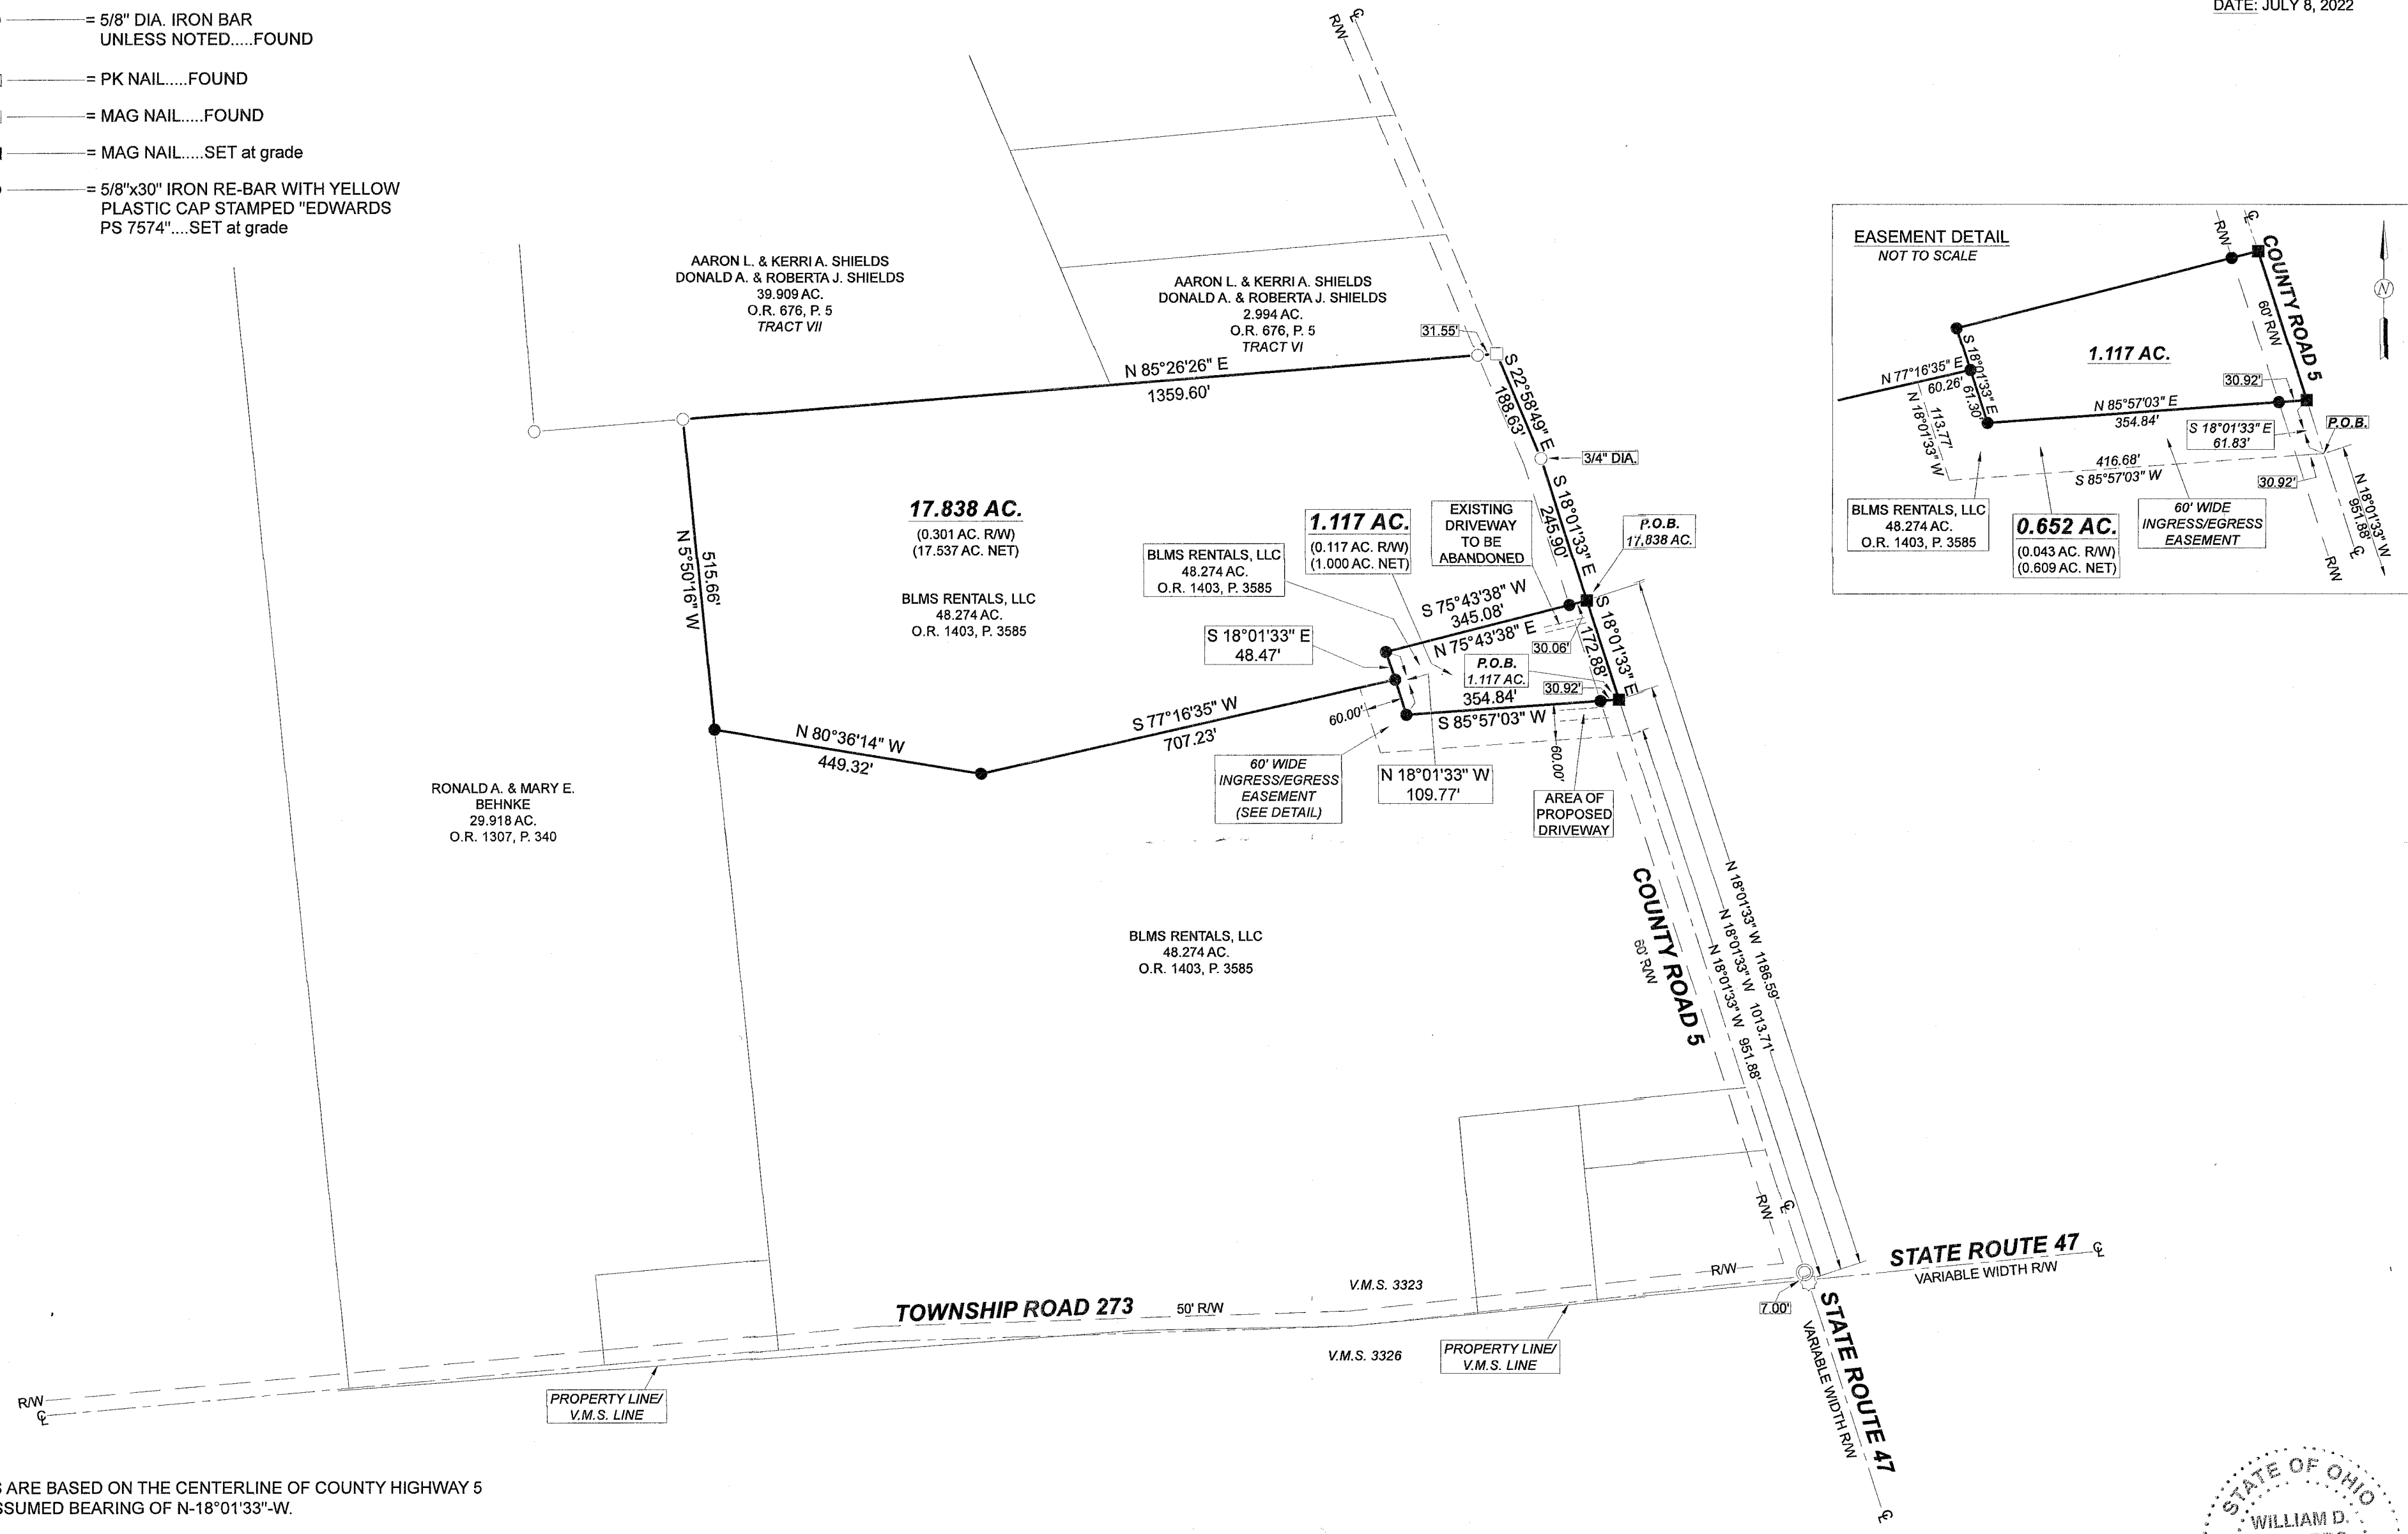 DATE: JULY 8, 2022
= 5/8" DIA. IRON BAR
UNLESS NOTED.....FOUND
= PK NAIL.....FOUND
= MAG NAIL.....FOUND
= MAG NAIL.....SET at grade
= 5/8"x30" IRON RE-BAR WITH YELLOW
PLASTIC CAP STAMPED "EDWARDS
PS 7574"....SET at grade
R/W
℄
AARON L. & KERRI A. SHIELDS
DONALD A. & ROBERTA J. SHIELDS
39.909 AC.
O.R. 676, P. 5
TRACT VII
AARON L. & KERRI A. SHIELDS
DONALD A. & ROBERTA J. SHIELDS
2.994 AC.
O.R. 676, P. 5
TRACT VI
31.55'
N 85°26'26" E
1359.60'
S 22°58'49" E
188.63'
3/4" DIA.
S 18°01'33" E
245.90'
17.838 AC.
(0.301 AC. R/W)
(17.537 AC. NET)
BLMS RENTALS, LLC
48.274 AC.
O.R. 1403, P. 3585
N 5°50'16" W
515.66'
BLMS RENTALS, LLC
48.274 AC.
O.R. 1403, P. 3585
1.117 AC.
(0.117 AC. R/W)
(1.000 AC. NET)
EXISTING
DRIVEWAY
TO BE
ABANDONED
P.O.B.
17.838 AC.
S 18°01'33" E
48.47'
S 75°43'38" W
345.08'
N 75°43'38" E
30.06'
S 18°01'33" E
172.88'
P.O.B.
1.117 AC.
30.92'
354.84'
S 85°57'03" W
60.00'
60.00'
S 77°16'35" W
707.23'
N 80°36'14" W
449.32'
60' WIDE
INGRESS/EGRESS
EASEMENT
(SEE DETAIL)
N 18°01'33" W
109.77'
AREA OF
PROPOSED
DRIVEWAY
RONALD A. & MARY E.
BEHNKE
29.918 AC.
O.R. 1307, P. 340
BLMS RENTALS, LLC
48.274 AC.
O.R. 1403, P. 3585
COUNTY ROAD 5
60' R/W
N 18°01'33" W 1186.59'
N 18°01'33" W 1013.71'
N 18°01'33" W 951.88'
EASEMENT DETAIL
NOT TO SCALE
R/W
℄
COUNTY ROAD 5
60' R/W
N
1.117 AC.
S 18°01'33" E
61.30'
N 77°16'35" E
60.26'
113.77'
N 18°01'33" W
N 85°57'03" E
354.84'
30.92'
S 18°01'33" E
61.83'
P.O.B.
416.68'
S 85°57'03" W
30.92'
N 18°01'33" W
951.88'
℄
R/W
BLMS RENTALS, LLC
48.274 AC.
O.R. 1403, P. 3585
0.652 AC.
(0.043 AC. R/W)
(0.609 AC. NET)
60' WIDE
INGRESS/EGRESS
EASEMENT
R/W
℄
STATE ROUTE 47 ℄
VARIABLE WIDTH R/W
R/W
7.00'
V.M.S. 3323
TOWNSHIP ROAD 273 50' R/W
V.M.S. 3326
PROPERTY LINE/
V.M.S. LINE
PROPERTY LINE/
V.M.S. LINE
R/W
℄
STATE ROUTE 47
VARIABLE WIDTH R/W
℄
S ARE BASED ON THE CENTERLINE OF COUNTY HIGHWAY 5
SSUMED BEARING OF N-18°01'33"-W.
STATE OF OHIO
WILLIAM D.